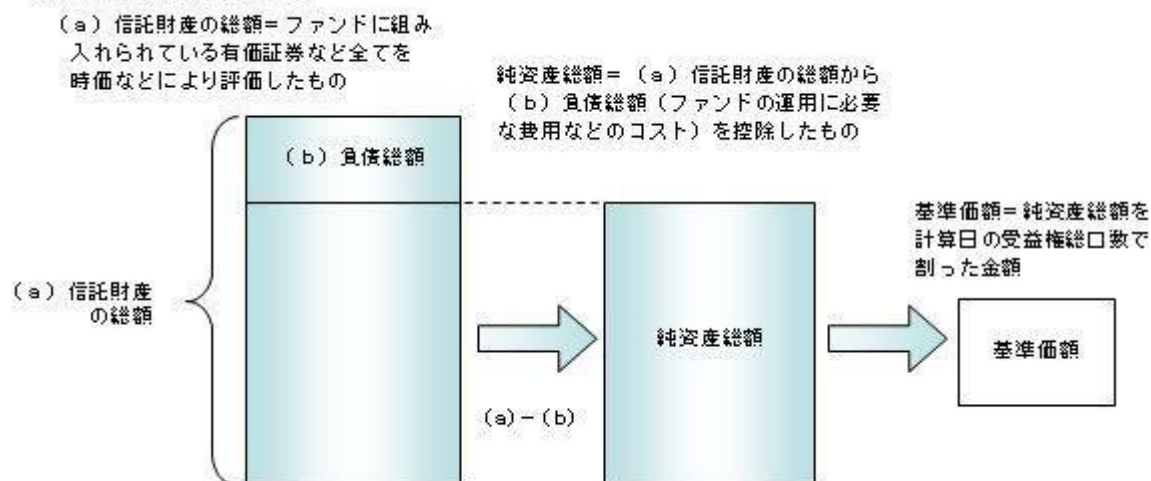 (a)信託財産の総額=ファンドに組み
入れられている有価証券など全てを
時価などにより評価したもの
純資産総額=(a)信託財産の総額から
(b)負債総額(ファンドの運用に必要
な費用などのコスト)を控除したもの
(b)負債総額
基準価額=純資産総額を
計算日の受益権総口数で
割った金額
(a)信託財産
の総額
純資産総額
基準価額
(a)-(b)